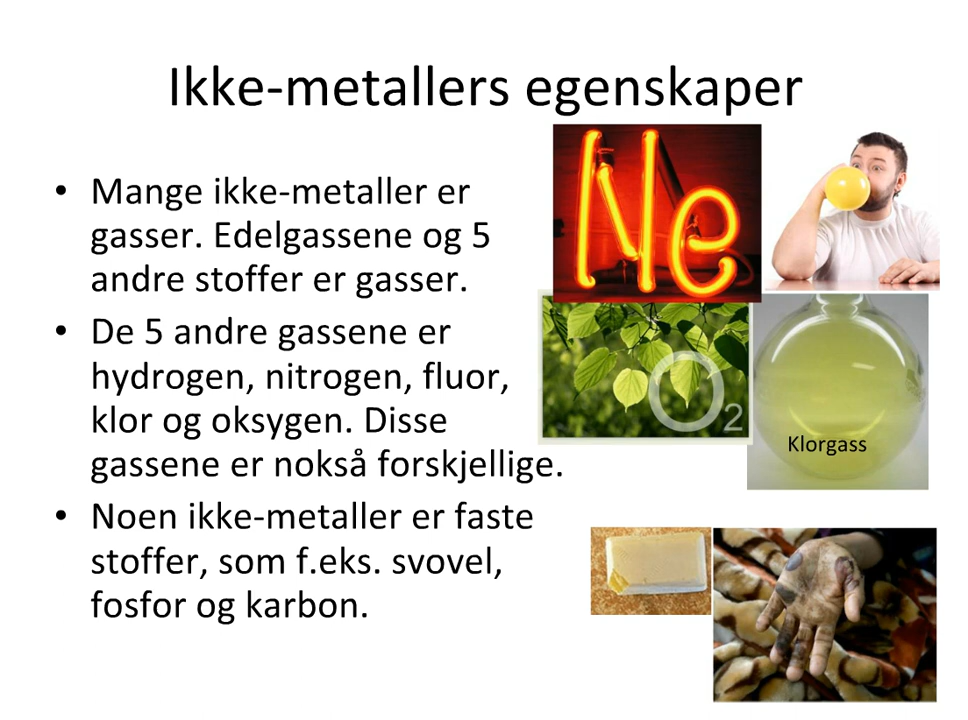 Ikke-metallers egenskaper
• Mange ikke-metaller er
gasser. Edelgassene og 5
andre stoffer er gasser.
• De 5 andre gassene er
hydrogen, nitrogen, fluor,
klor og oksygen. Disse
gassene er nokså forskjellige.
• Noen ikke-metaller er faste
stoffer, som f.eks. svovel,
fosfor og karbon.
Ne
O2
Klorgass